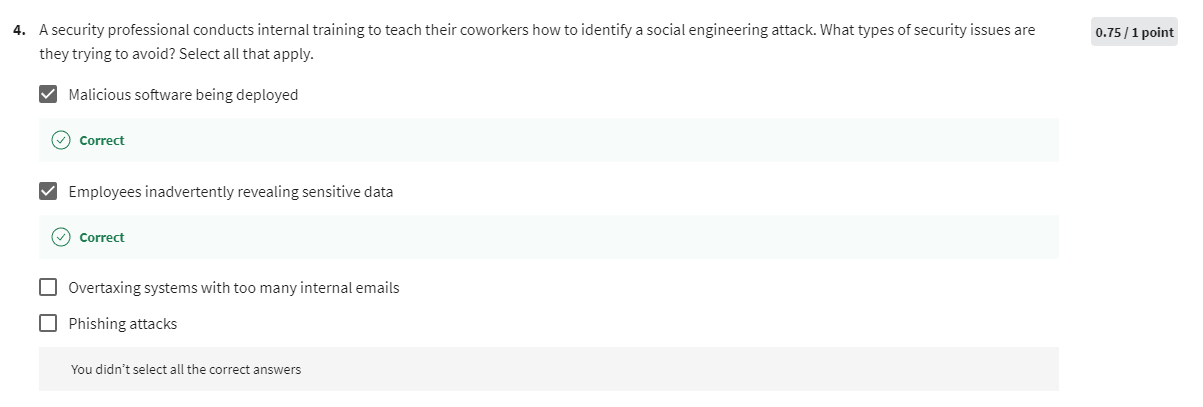 4. A security professional conducts internal training to teach their coworkers how to identify a social engineering attack. What types of security issues are
they trying to avoid? Select all that apply.
0.75 / 1 point
Malicious software being deployed
Correct
Employees inadvertently revealing sensitive data
Correct
Overtaxing systems with too many internal emails
Phishing attacks
You didn’t select all the correct answers